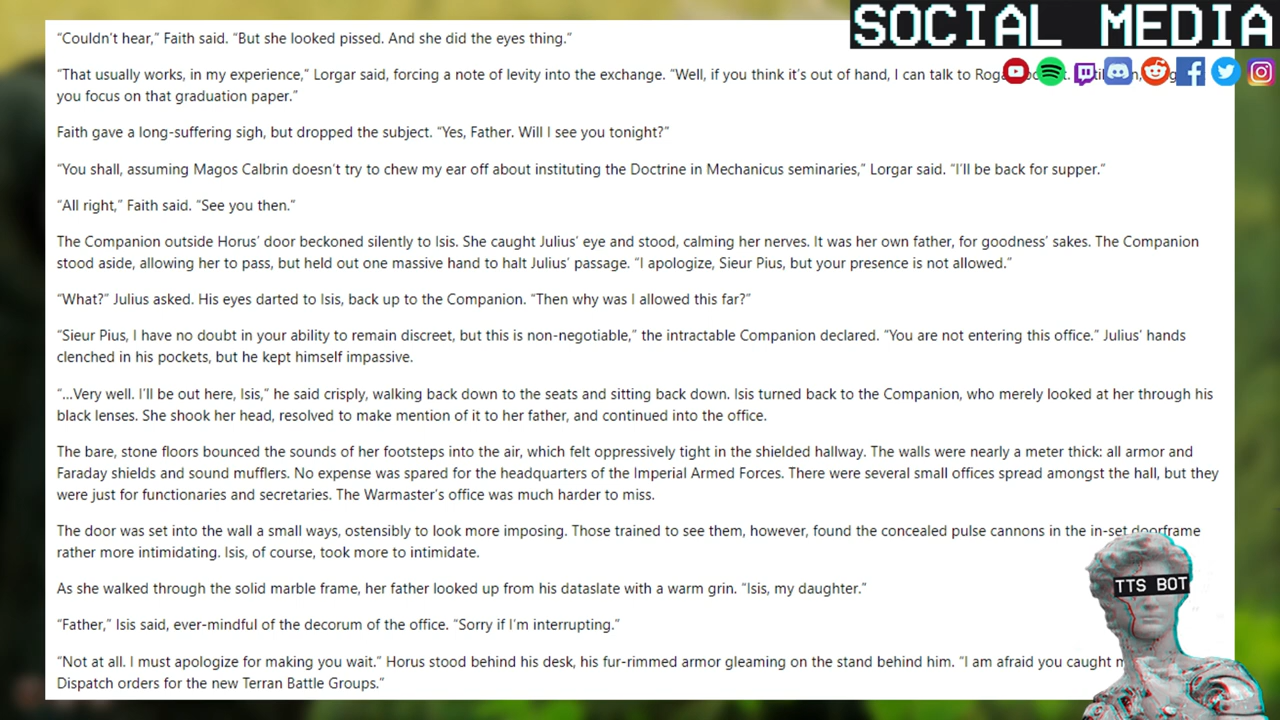 SOCIAL MEDIA
“Couldn’t hear,” Faith said. “But she looked pissed. And she did the eyes thing.”
“That usually works, in my experience,” Lorgar said, forcing a note of levity into the exchange. “Well, if you think it’s out of hand, I can talk to
you focus on that graduation paper.”
Faith gave a long-suffering sigh, but dropped the subject. “Yes, Father. Will I see you tonight?”
“You shall, assuming Magos Calbrin doesn’t try to chew my ear off about instituting the Doctrine in Mechanicus seminaries,” Lorgar said. “I’ll be back for supper.”
“All right,” Faith said. “See you then.”
The Companion outside Horus’ door beckoned silently to Isis. She caught Julius’ eye and stood, calming her nerves. It was her own father, for goodness’ sakes. The Companion
stood aside, allowing her to pass, but held out one massive hand to halt Julius’ passage. “I apologize, Sieur Pius, but your presence is not allowed.”
“What?” Julius asked. His eyes darted to Isis, back up to the Companion. “Then why was I allowed this far?”
“Sieur Pius, I have no doubt in your ability to remain discreet, but this is non-negotiable,” the intractable Companion declared. “You are not entering this office.” Julius’ hands
clenched in his pockets, but he kept himself impassive.
“…Very well. I’ll be out here, Isis,” he said crisply, walking back down to the seats and sitting back down. Isis turned back to the Companion, who merely looked at her through his
black lenses. She shook her head, resolved to make mention of it to her father, and continued into the office.
The bare, stone floors bounced the sounds of her footsteps into the air, which felt oppressively tight in the shielded hallway. The walls were nearly a meter thick: all armor and
Faraday shields and sound mufflers. No expense was spared for the headquarters of the Imperial Armed Forces. There were several small offices spread amongst the hall, but they
were just for functionaries and secretaries. The Warmaster’s office was much harder to miss.
The door was set into the wall a small ways, ostensibly to look more imposing. Those trained to see them, however, found the concealed pulse cannons in the in-set doorframe
rather more intimidating. Isis, of course, took more to intimidate.
As she walked through the solid marble frame, her father looked up from his dataslate with a warm grin. “Isis, my daughter.”
“Father,” Isis said, ever-mindful of the decorum of the office. “Sorry if I’m interrupting.”
“Not at all. I must apologize for making you wait.” Horus stood behind his desk, his fur-rimmed armor gleaming on the stand behind him. “I am afraid you caught
Dispatch orders for the new Terran Battle Groups.”
TTS BOT